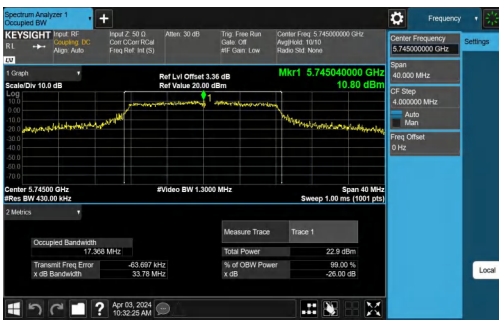 Spectrum Analyzer 1
Occupied BW
+
Frequency
KEYSIGHT Input: RF Input Z: 50 Ω Atten: 30 dB Trig: Free Run Center Freq: 5.745000000 GHz
RL Coupling: DC Corr CCorr RCal Gate: Off Avg|Hold: 10/10
Align: Auto Freq Ref: Int (S) #IF Gain: Low Radio Std: None
LV
Center Frequency
5.745000000 GHz
Settings
Span
40.000 MHz
CF Step
4.000000 MHz
Auto
Man
Freq Offset
0 Hz
1 Graph Ref Lvl Offset 3.36 dB Mkr1 5.745040000 GHz
Scale/Div 10.0 dB Ref Value 20.00 dBm 10.80 dBm
Log
10.0
0.00
-10.0
-20.0
-30.0
-40.0
-50.0
-60.0
-70.0
1
Center 5.74500 GHz #Video BW 1.3000 MHz Span 40 MHz
#Res BW 430.00 kHz Sweep 1.00 ms (1001 pts)
2 Metrics
Measure Trace Trace 1
Occupied Bandwidth
17.368 MHz Total Power 22.9 dBm
Transmit Freq Error -63.697 kHz % of OBW Power 99.00 %
x dB Bandwidth 33.78 MHz x dB -26.00 dB
Local
? Apr 03, 2024
10:32:25 AM